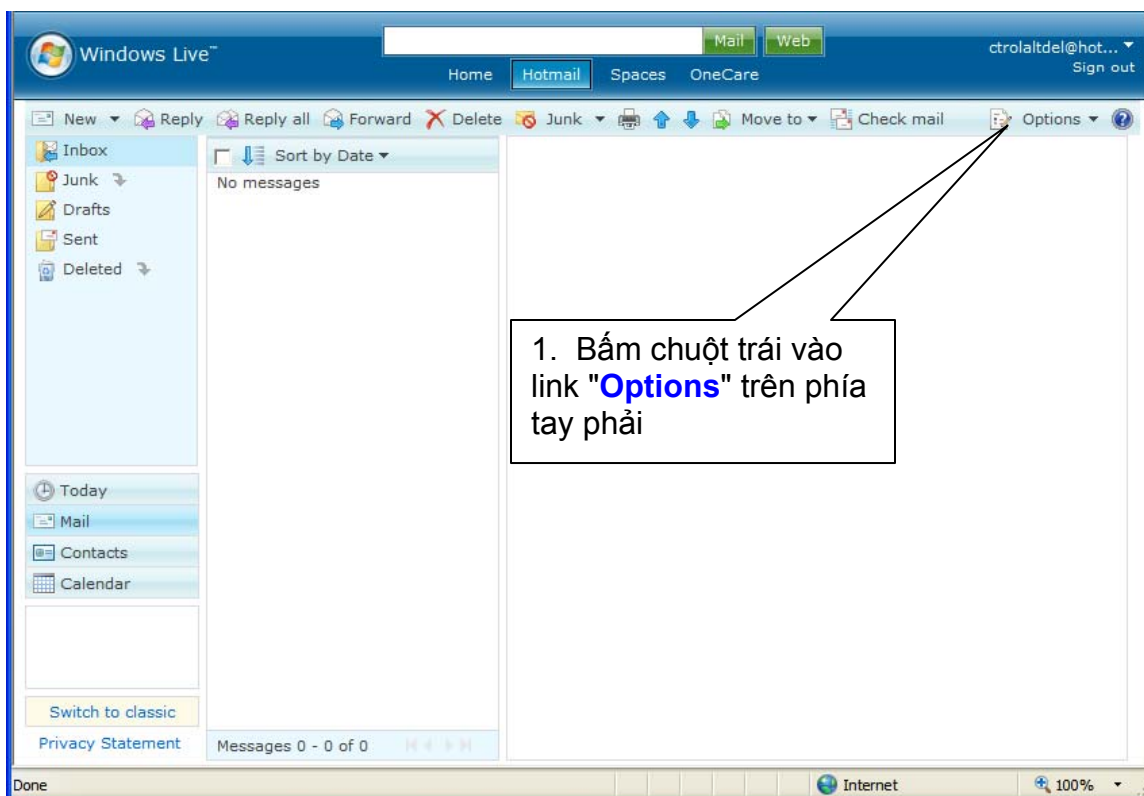 Windows Live™
Mail Web
ctrolaltdel@hot...
Sign out
Home Hotmail Spaces OneCare
New Reply Reply all Forward Delete Junk Move to Check mail Options
Inbox
Junk
Drafts
Sent
Deleted
Sort by Date
No messages
1. Bấm chuột trái vào
link "Options" trên phía
tay phải
Today
Mail
Contacts
Calendar
Switch to classic
Privacy Statement
Messages 0 - 0 of 0
Done Internet 100%